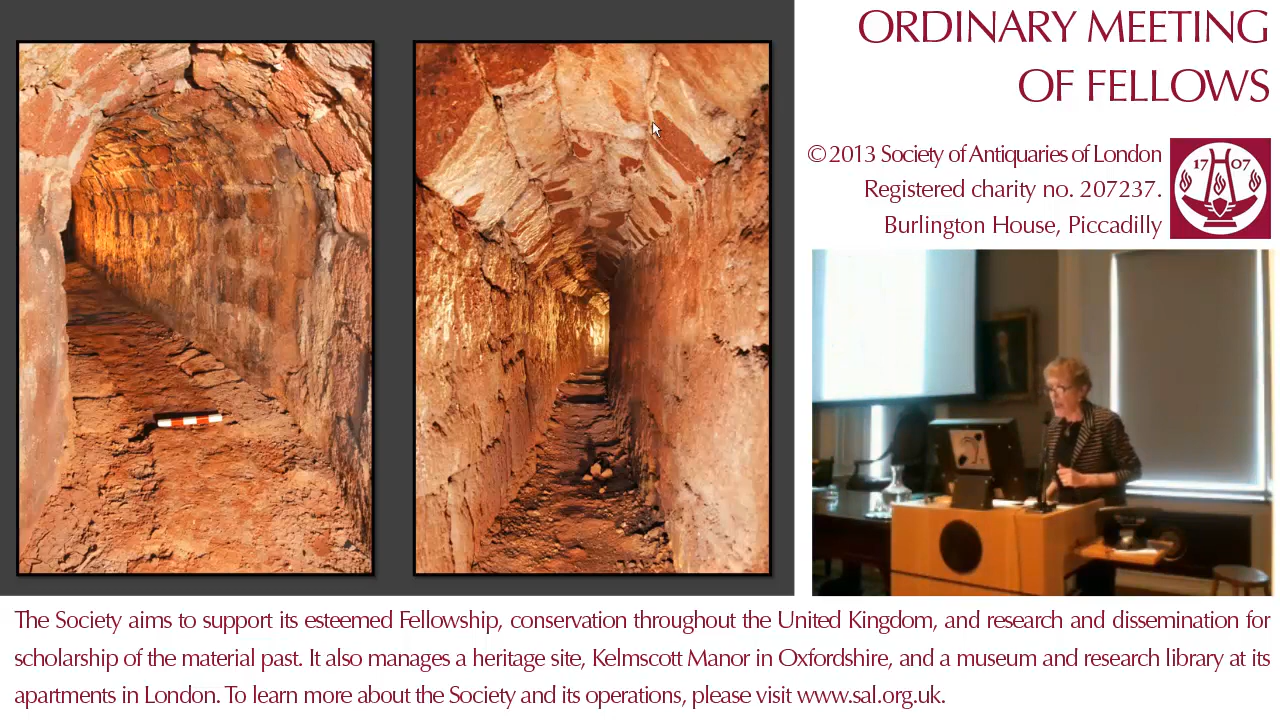 ORDINARY MEETING
OF FELLOWS
© 2013 Society of Antiquaries of London
Registered charity no. 207237.
Burlington House, Piccadilly
17 07
The Society aims to support its esteemed Fellowship, conservation throughout the United Kingdom, and research and dissemination for
scholarship of the material past. It also manages a heritage site, Kelmscott Manor in Oxfordshire, and a museum and research library at its
apartments in London. To learn more about the Society and its operations, please visit www.sal.org.uk.